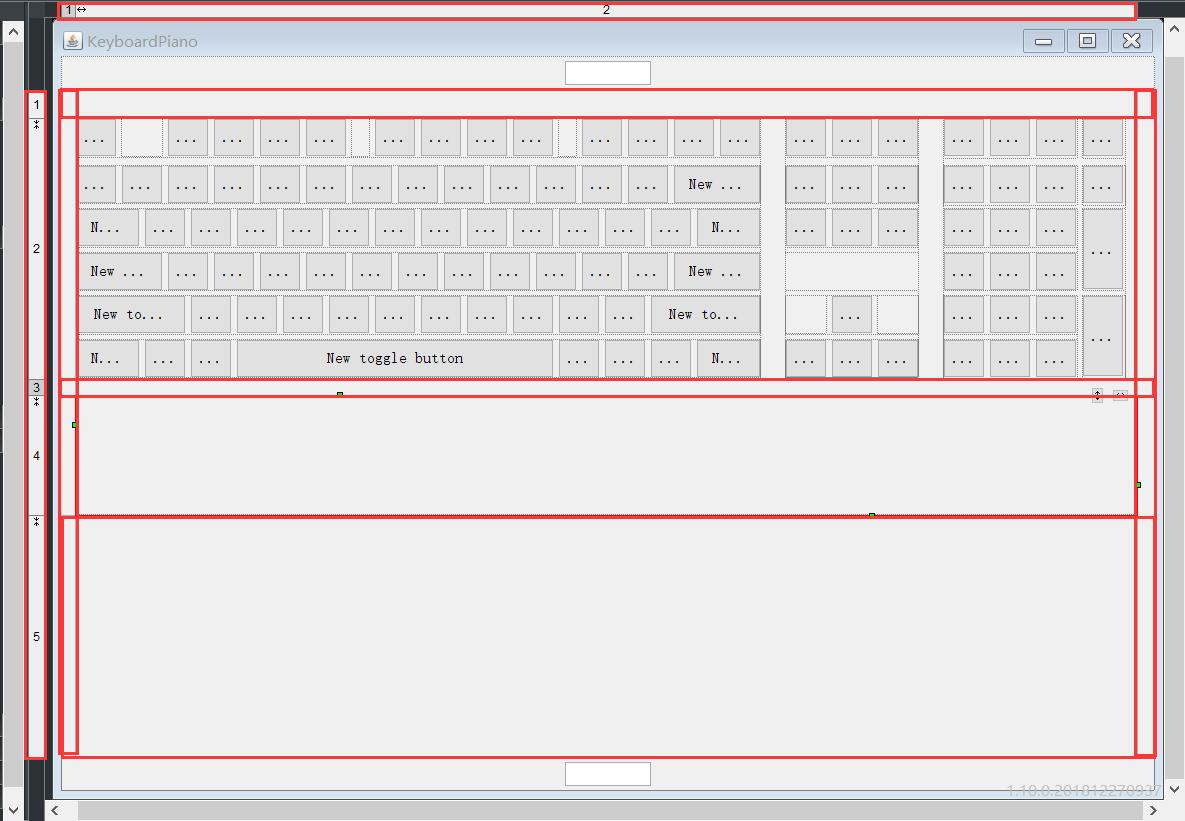 1 2
KeyboardPiano
1
... ... ... ... ... ... ... ... ... ... ... ... ... ... ... ... ... ... ... ...
... ... ... ... ... ... ... ... ... ... ... ... ... New ... ... ... ... ... ... ... ...
N... ... ... ... ... ... ... ... ... ... ... ... ... N... ... ... ... ... ... ...
2
...
New ... ... ... ... ... ... ... ... ... ... ... ... New ... ... ... ...
New to... ... ... ... ... ... ... ... ... ... ... New to... ... ... ... ...
...
N... ... ... New toggle button ... ... ... N... ... ... ... ... ... ...
3
4
5
1.10.0.201812270937